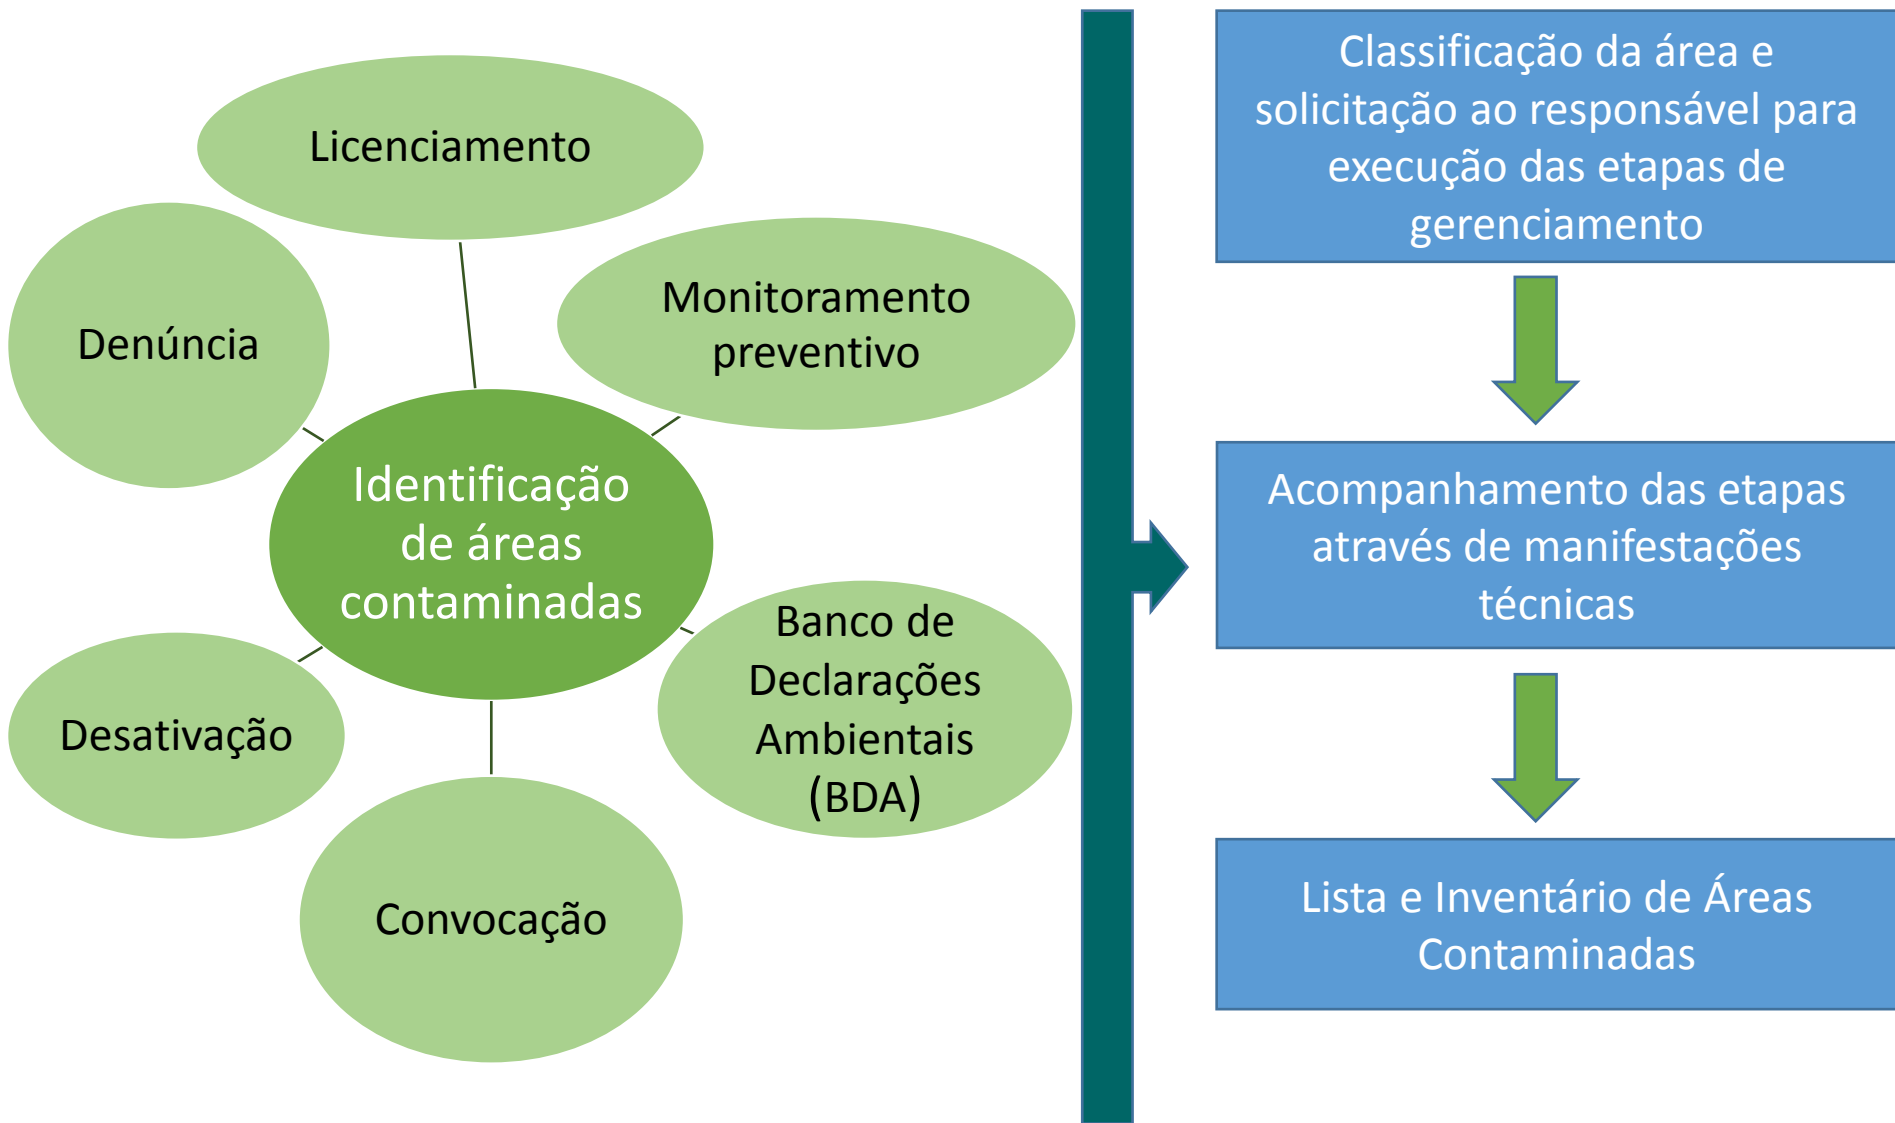 Licenciamento
Denúncia
Monitoramento
preventivo
Identificação
de áreas
contaminadas
Banco de
Declarações
Ambientais
(BDA)
Desativação
Convocação
Classificação da área e
solicitação ao responsável para
execução das etapas de
gerenciamento
Acompanhamento das etapas
através de manifestações
técnicas
Lista e Inventário de Áreas
Contaminadas